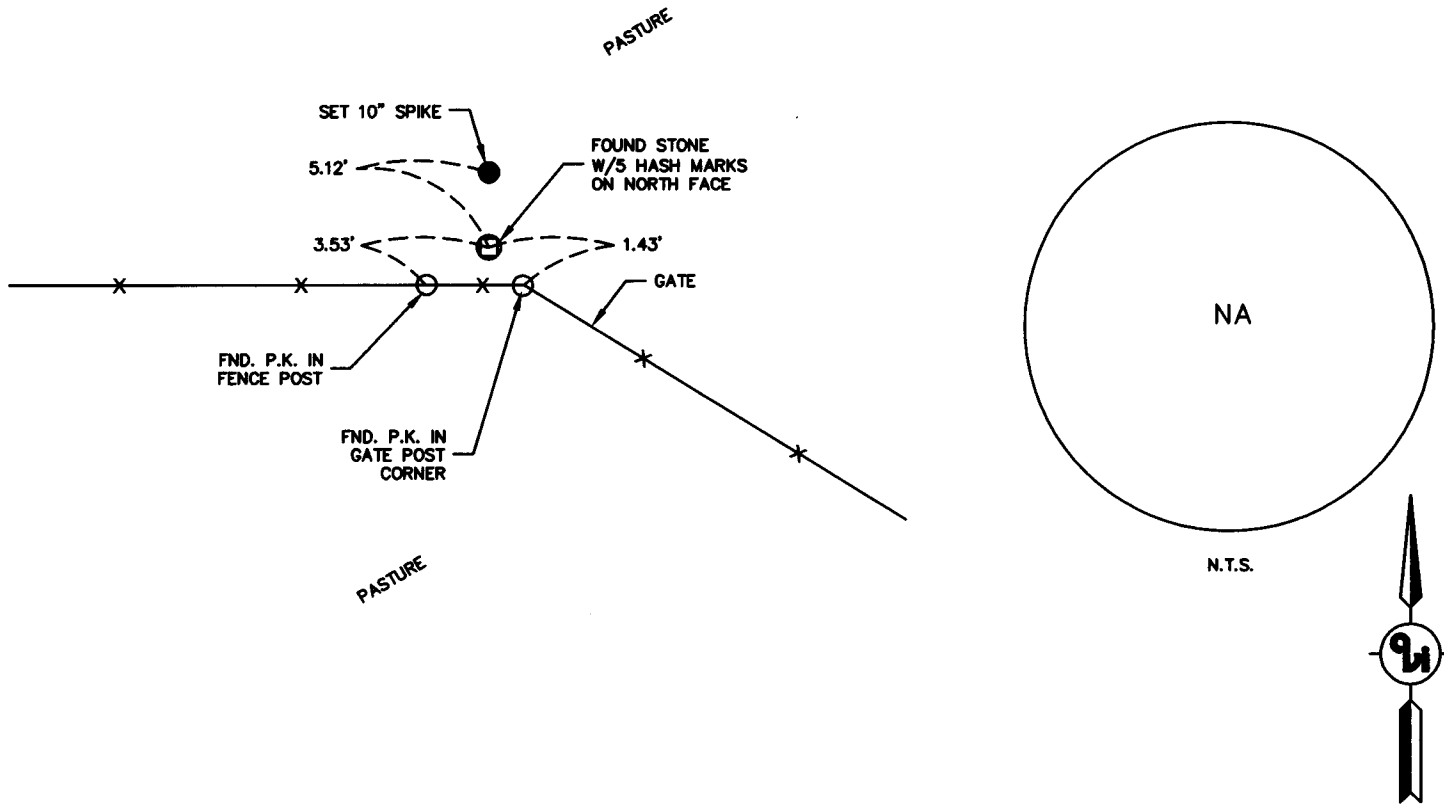 PASTURE
SET 10" SPIKE
FOUND STONE
W/5 HASH MARKS
ON NORTH FACE
5.12'
3.53'
1.43'
GATE
NA
FND. P.K. IN
FENCE POST
FND. P.K. IN
GATE POST
CORNER
PASTURE
N.T.S.